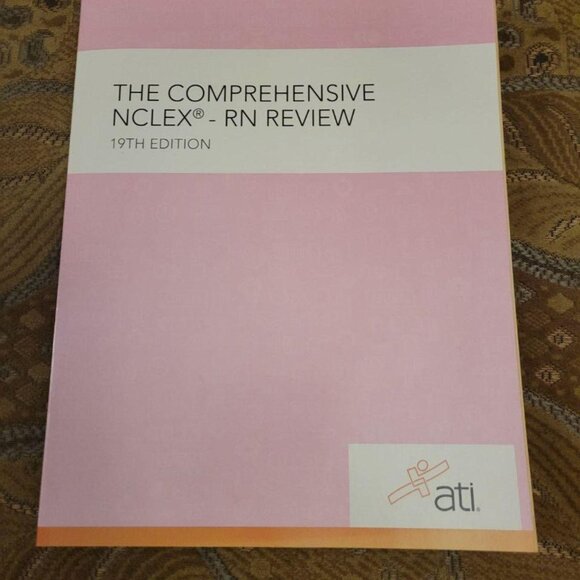 THE COMPREHENSIVE
NCLEX® - RN REVIEW
19TH EDITION
ati®